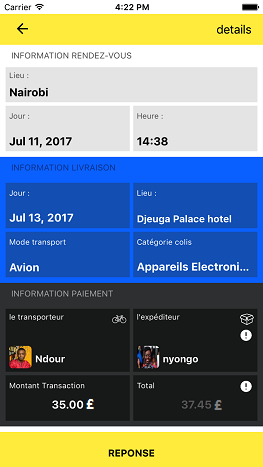 Carrier 4:22 PM
details
INFORMATION RENDEZ-VOUS
Lieu :
Nairobi
Jour : Heure :
Jul 11, 2017 14:38
INFORMATION LIVRAISON
Jour : Lieu :
Jul 13, 2017 Djeuga Palace hotel
Mode transport Catégorie colis
Avion Appareils Electroni...
INFORMATION PAIEMENT
le transporteur l'expéditeur
Ndour nyongo
Montant Transaction Total
35.00 £ 37.45 £
REPONSE